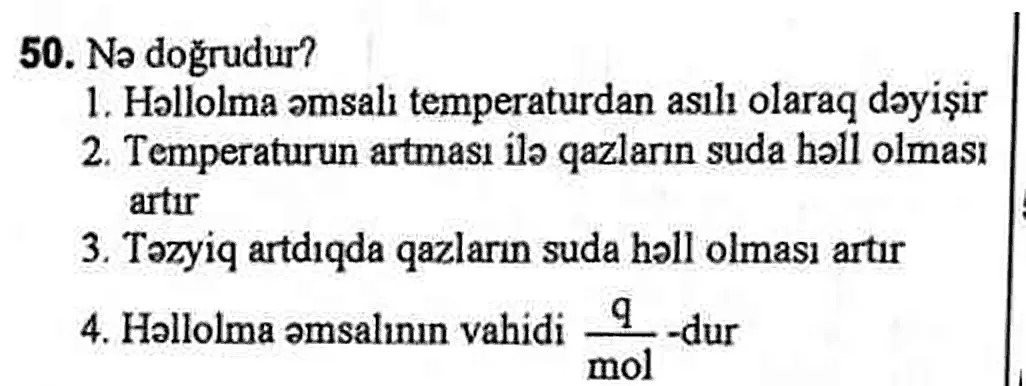 50. Nə doğrudur?
1. Həllolma əmsalı temperaturdan asılı olaraq dəyişir
2. Temperaturun artması ilə qazların suda həll olması
artır
3. Təzyiq artdıqda qazların suda həll olması artır
4. Həllolma əmsalının vahidi q/mol -dur